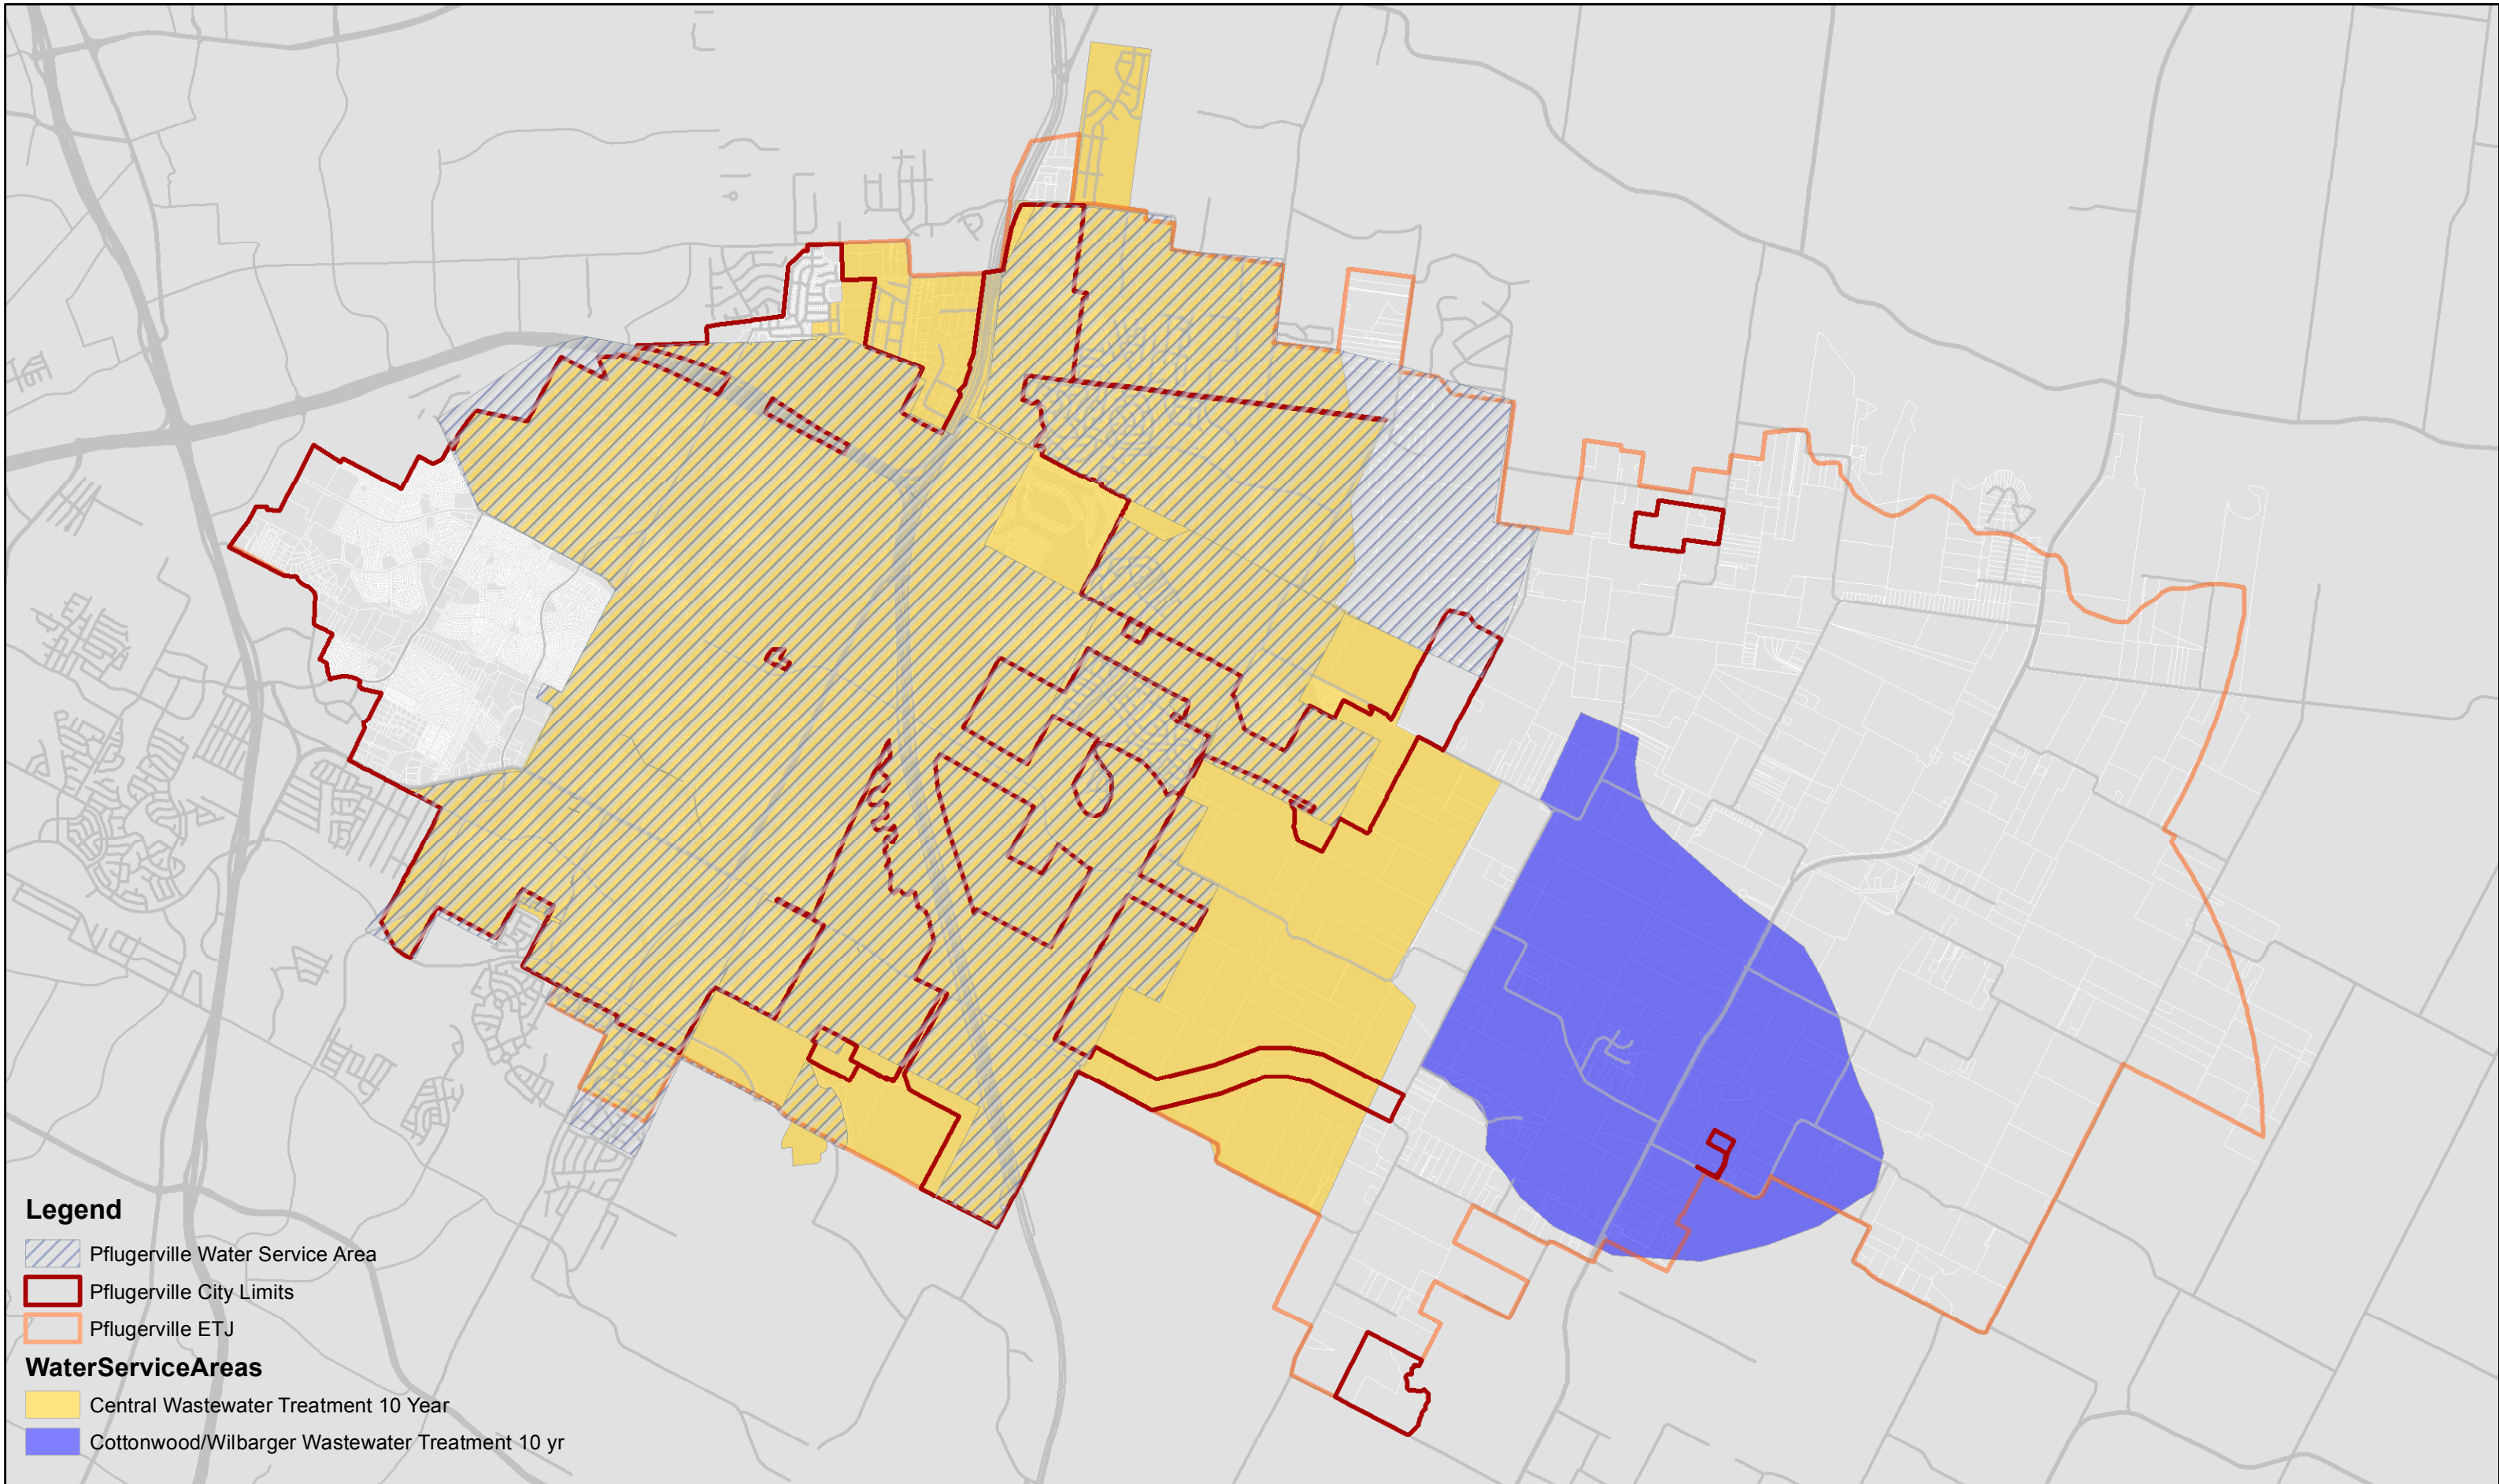 Legend
Pflugerville Water Service Area
Pflugerville City Limits
Pflugerville ETJ
WaterServiceAreas
Central Wastewater Treatment 10 Year
Cottonwood/Wilbarger Wastewater Treatment 10 yr